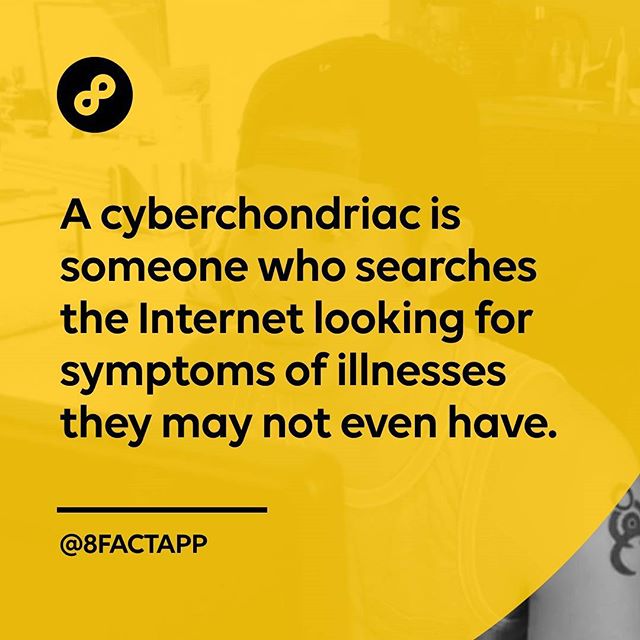 A cyberchondriac is
someone who searches
the Internet looking for
symptoms of illnesses
they may not even have.
@8FACTAPP